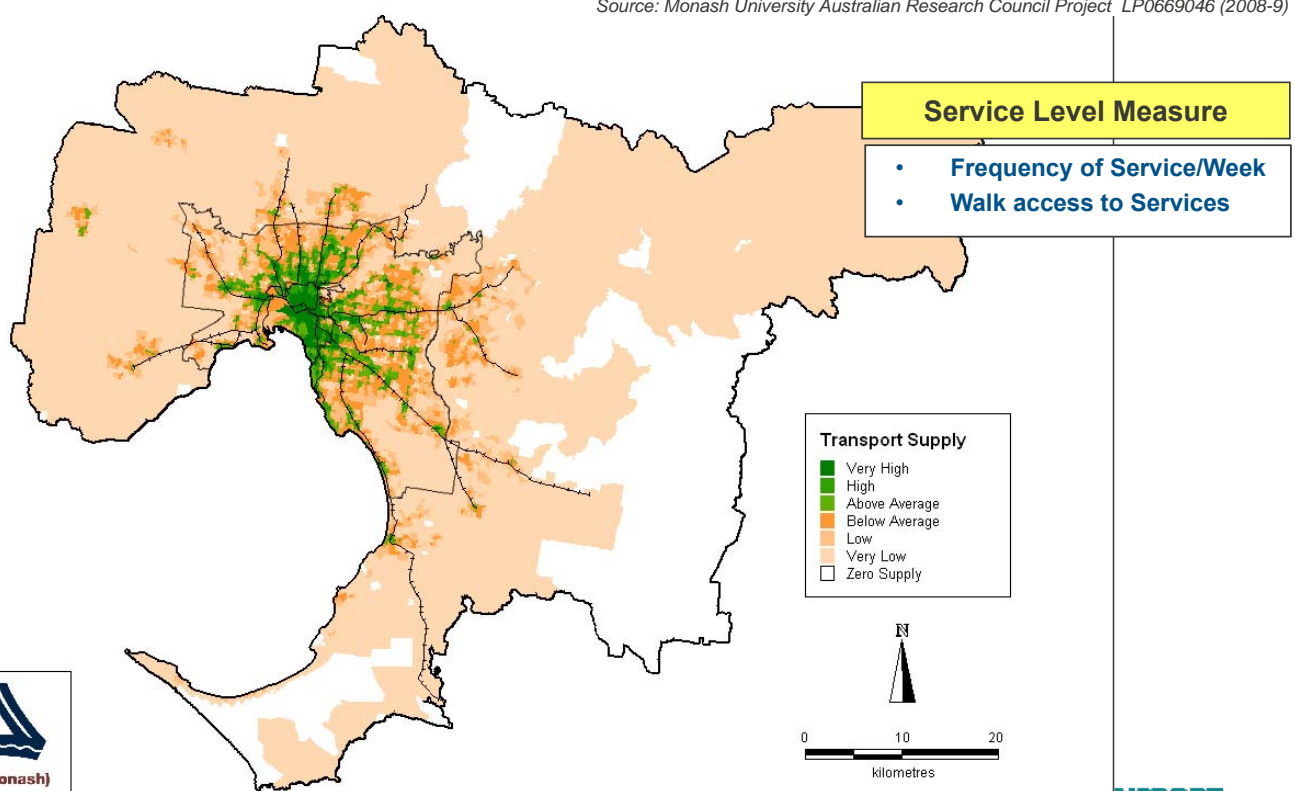 Source: Monash University Australian Research Council Project LP0669046 (2008-9)
Service Level Measure
• Frequency of Service/Week
• Walk access to Services
Transport Supply
Very High
High
Above Average
Below Average
Low
Very Low
Zero Supply
N
0 10 20
kilometres
onash)